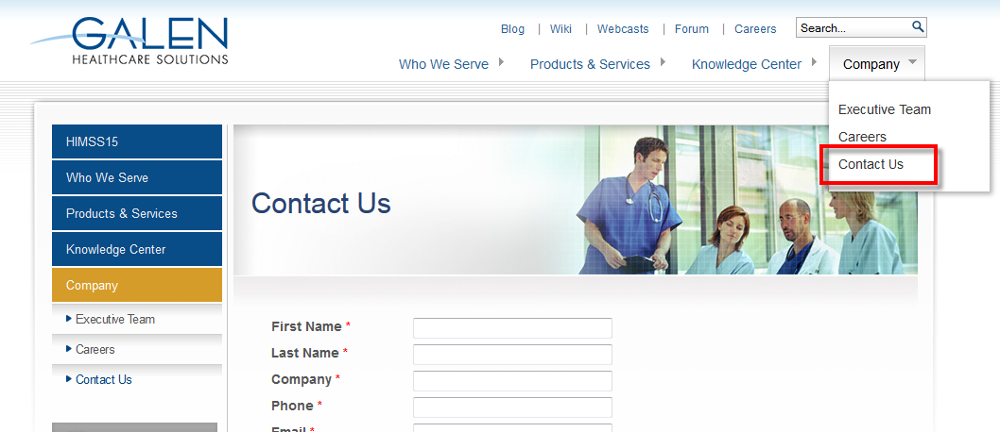 GALEN
HEALTHCARE SOLUTIONS
Blog | Wiki | Webcasts | Forum | Careers
Search...
Who We Serve
Products & Services
Knowledge Center
Company
Executive Team
Careers
Contact Us
HIMSS15
Who We Serve
Products & Services
Knowledge Center
Company
Executive Team
Careers
Contact Us
Contact Us
First Name *
Last Name *
Company *
Phone *
Email *